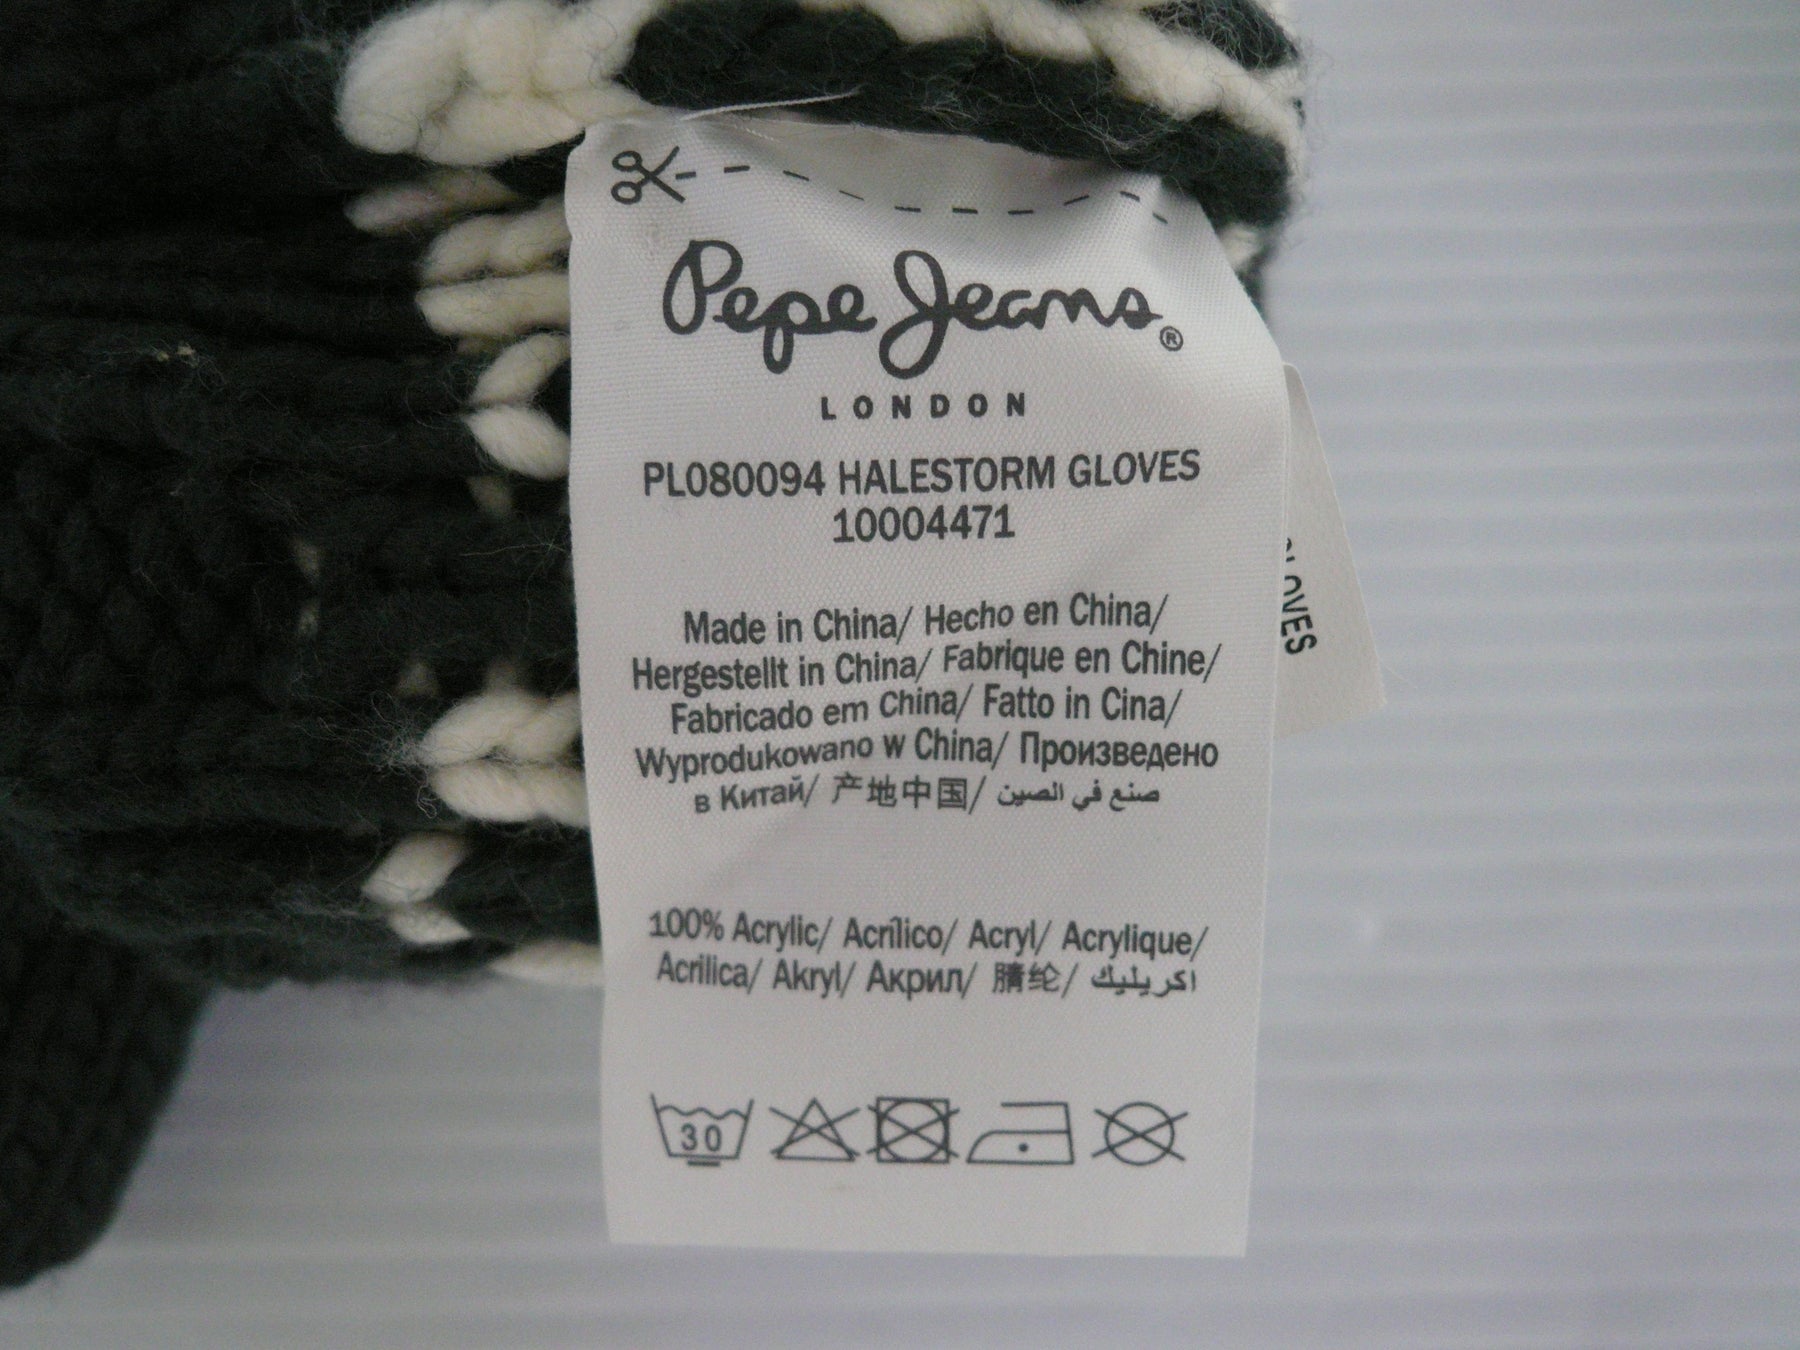 Pepe Jeans®
LONDON
PL080094 HALESTORM GLOVES
10004471
Made in China/ Hecho en China/
Hergestellt in China/ Fabrique en Chine/
Fabricado em China/ Fatto in Cina/
Wyprodukowano w China/ Произведено
в Китай/ 产地中国/ صنع في الصين
100% Acrylic/ Acrílico/ Acryl/ Acrylique/
Acrilica/ Akryl/ Акрил/ 腈纶/ اكريليك
30